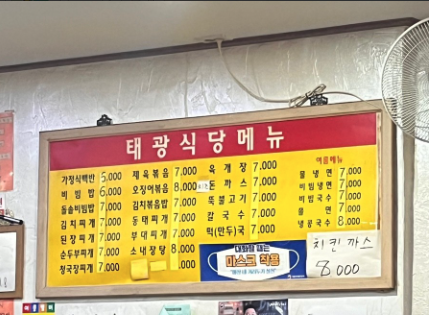 태광식당메뉴
가정식백반 5,000
비빔밥 6,000
돌솥비빔밥 7,000
김치찌개 7,000
된장찌개 7,000
순두부찌개 7,000
청국장찌개 7,000
제육볶음 7,000
오징어볶음 8,000
김치볶음밥 7,000
동태찌개 7,000
부대찌개 7,000
소내장탕 8,000
,000
육개장 7,000
돈까스 7,000
뚝불고기 7,000
칼국수 7,000
떡(만두)국 7,000
여름메뉴
물냉면 7,000
비빔냉면 7,000
비빔국수 7,000
물국수 7,000
냉콩국수 8,000
대화할 때는
마스크 착용
치킨까스
8000